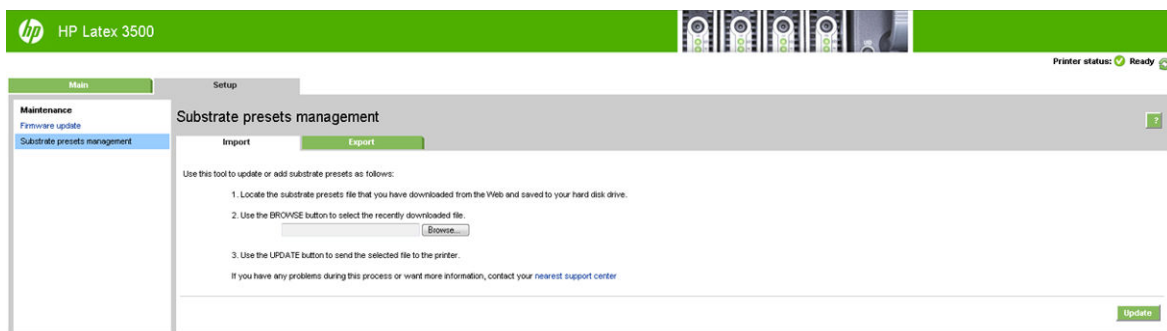 hp HP Latex 3500
Printer status: Ready
Main Setup
Maintenance
Firmware update
Substrate presets management
Substrate presets management
?
Import Export
Use this tool to update or add substrate presets as follows:
1. Locate the substrate presets file that you have downloaded from the Web and saved to your hard disk drive.
2. Use the BROWSE button to select the recently downloaded file.
Browse...
3. Use the UPDATE button to send the selected file to the printer.
If you have any problems during this process or want more information, contact your nearest support center
Update